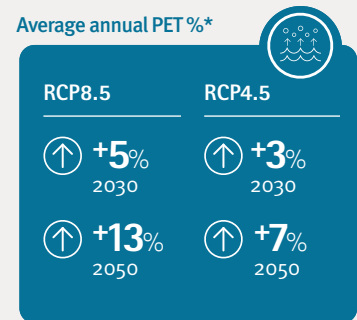 Average annual PET %*
RCP8.5 RCP4.5
+5% +3%
2030 2030
+13% +7%
2050 2050